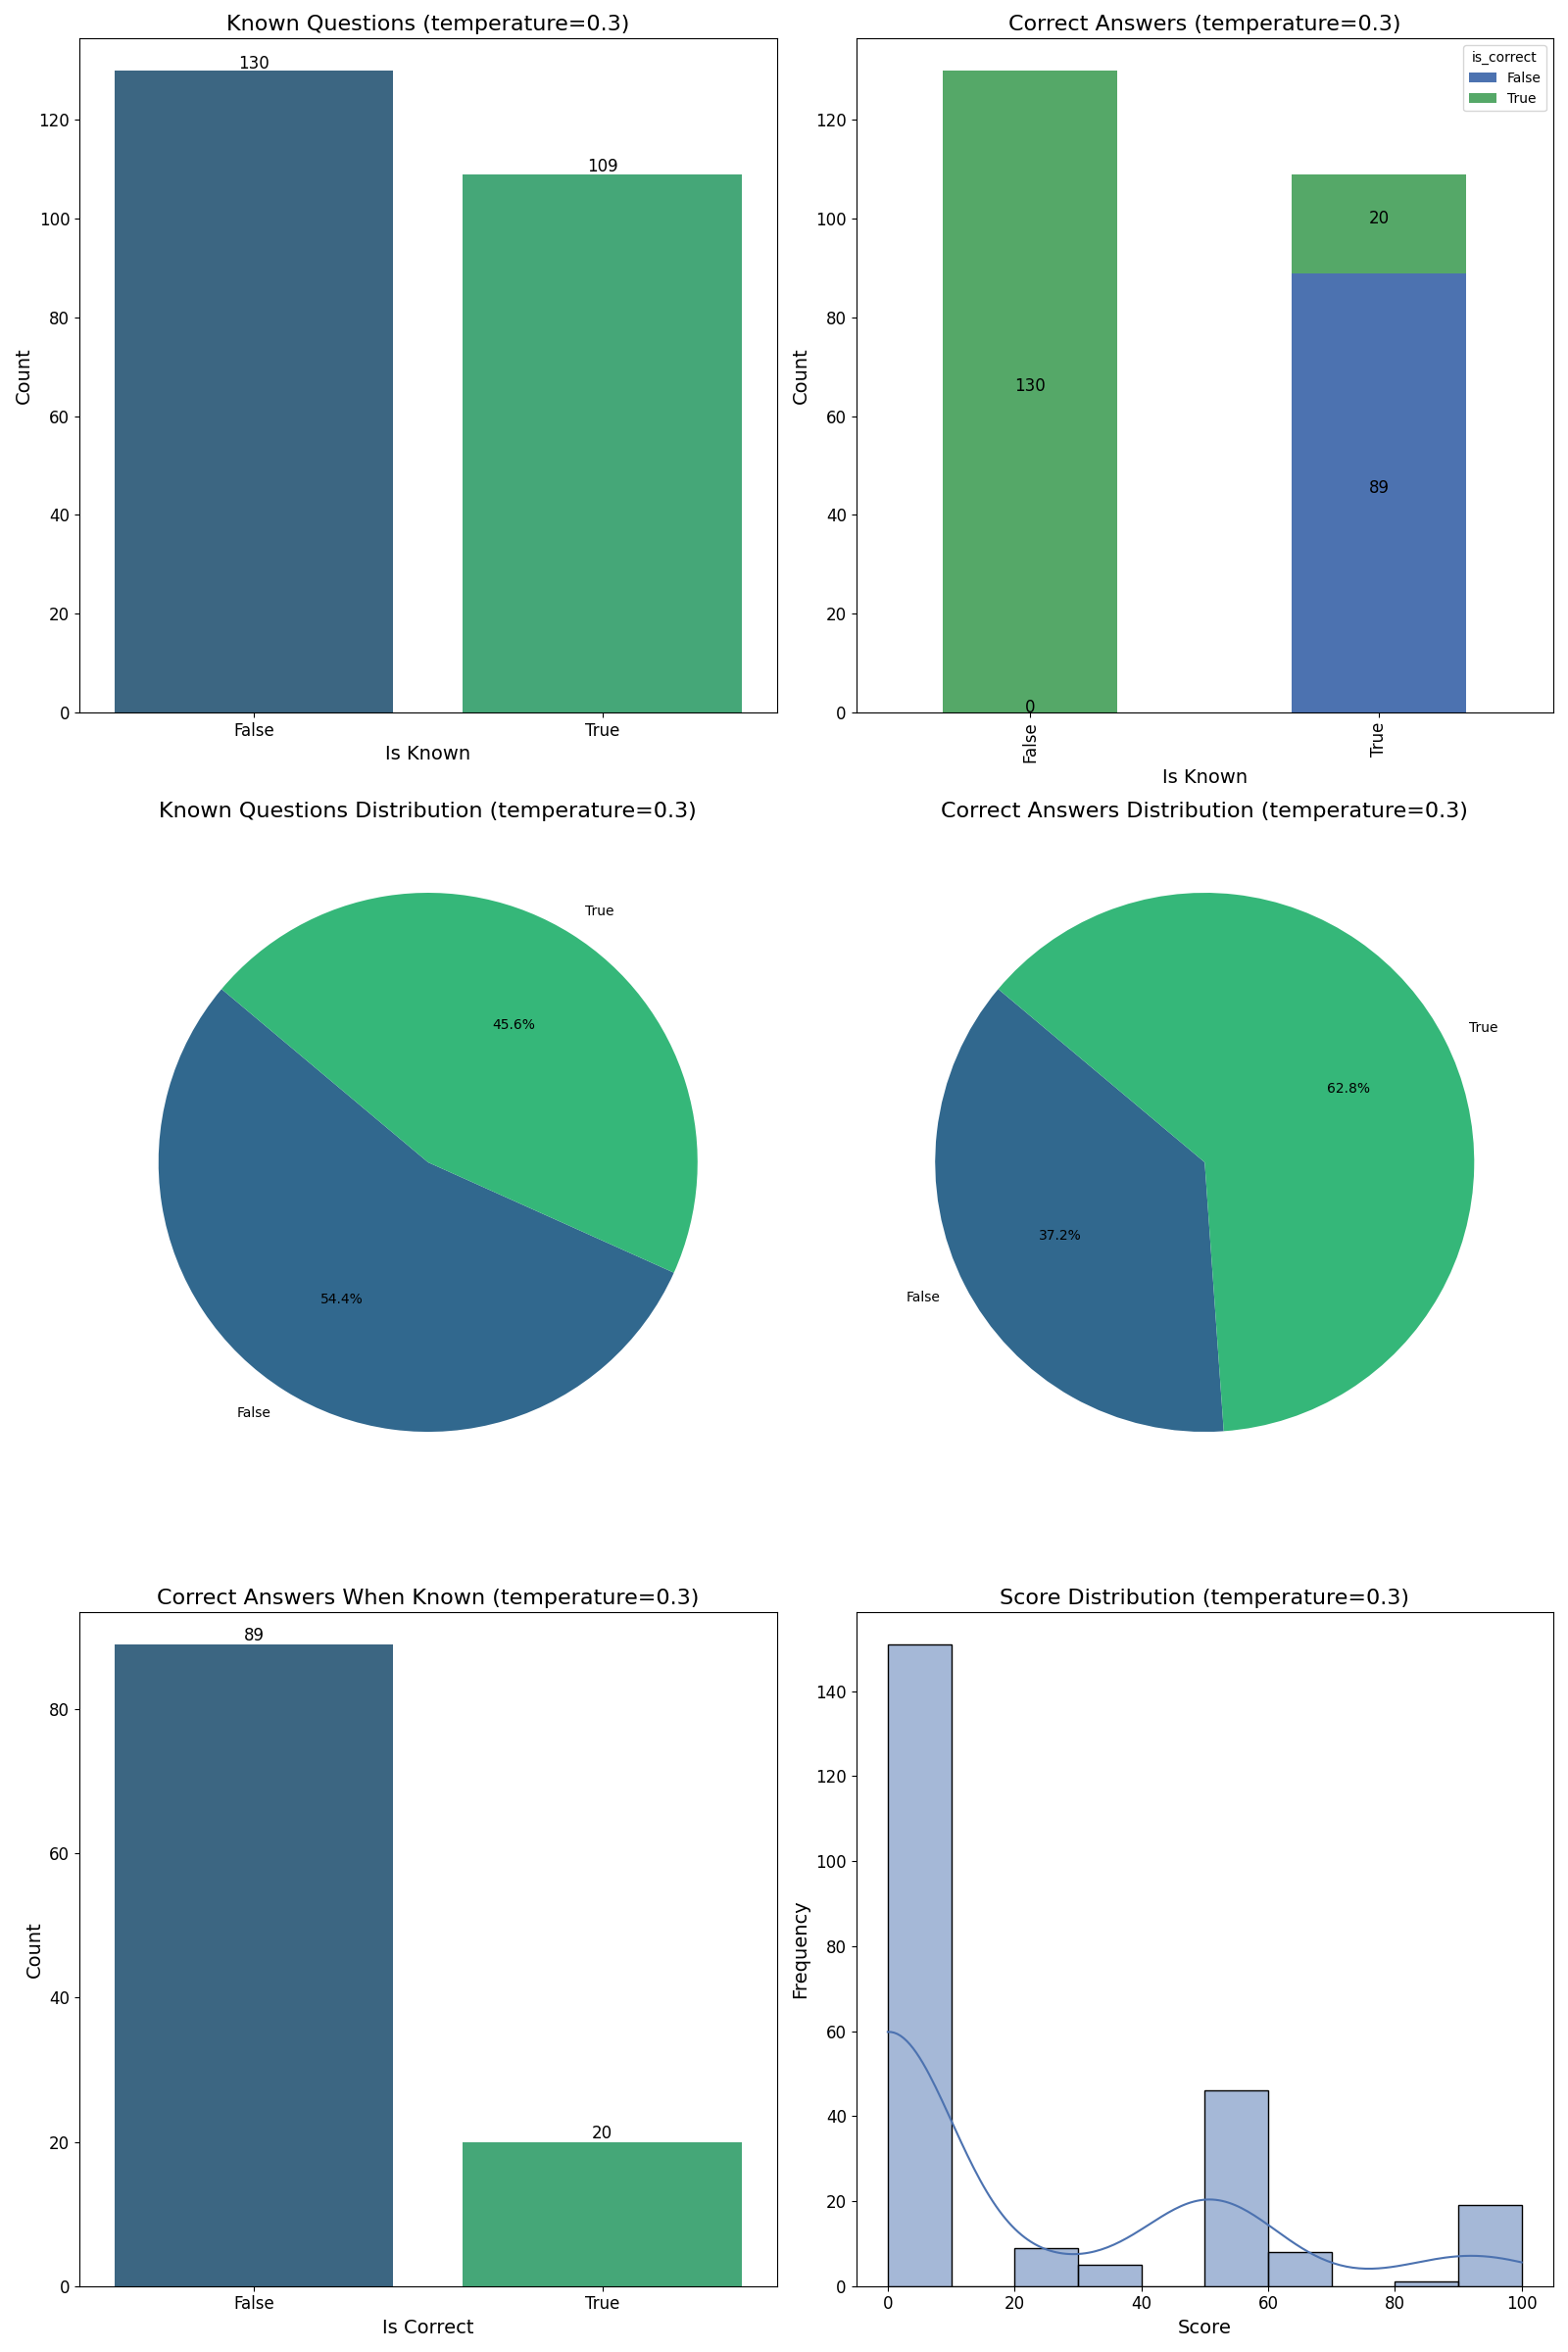 Known Questions (temperature=0.3)
130
109
120
100
80
60
40
20
0
Count
False
True
Is Known
Correct Answers (temperature=0.3)
is_correct
False
True
120
100
80
60
40
20
0
Count
20
130
89
0
False
True
Is Known
Known Questions Distribution (temperature=0.3)
True
45.6%
54.4%
False
Correct Answers Distribution (temperature=0.3)
True
62.8%
37.2%
False
Correct Answers When Known (temperature=0.3)
89
20
80
60
40
20
0
Count
False
True
Is Correct
Score Distribution (temperature=0.3)
140
120
100
80
60
40
20
0
Frequency
0
20
40
60
80
100
Score